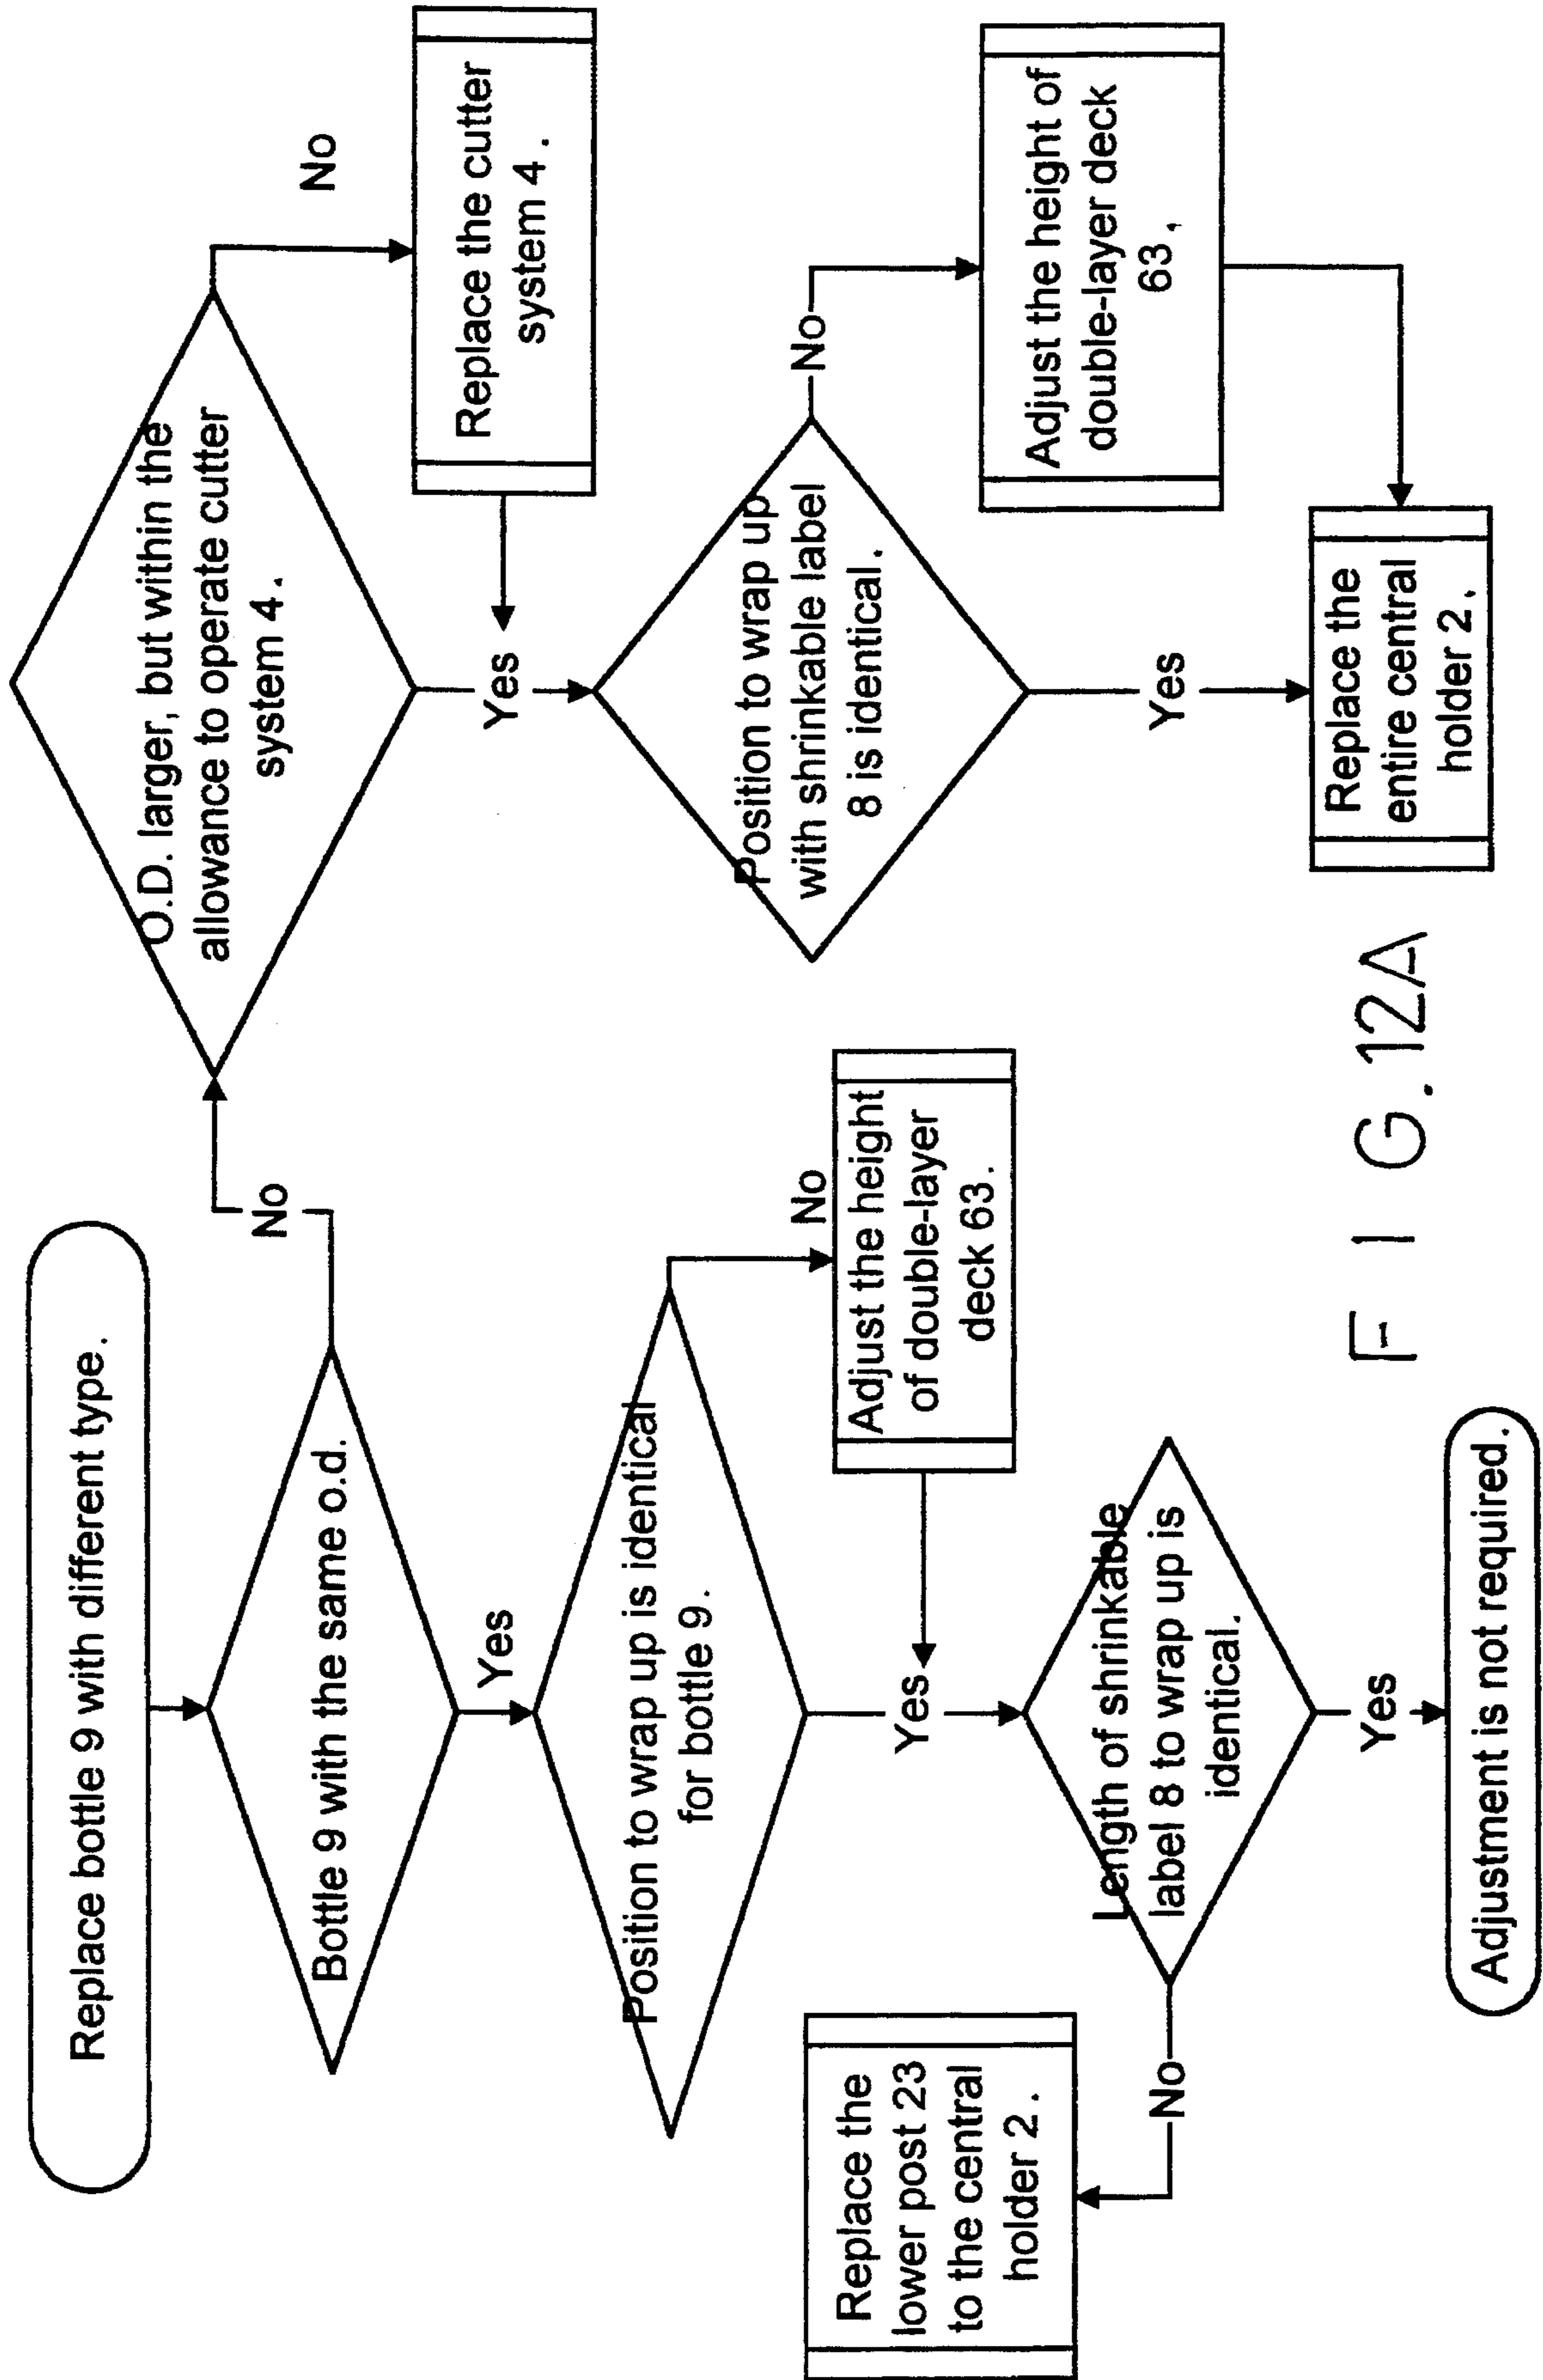 Replace bottle 9 with different type.
Bottle 9 with the same o.d.
No
Yes
Position to wrap up is identical
for bottle 9.
No
Adjust the height
of double-layer
deck 63.
Yes
Length of shrinkable
label 8 to wrap up is
identical.
No
Replace the
lower post 23
to the central
holder 2.
Yes
Adjustment is not required.
O.D. larger, but within the
allowance to operate cutter
system 4.
No
Replace the cutter
system 4.
Yes
Position to wrap up
with shrinkable label
8 is identical.
No
Adjust the height of
double-layer deck
63.
Yes
Replace the
entire central
holder 2.
FIG.12A